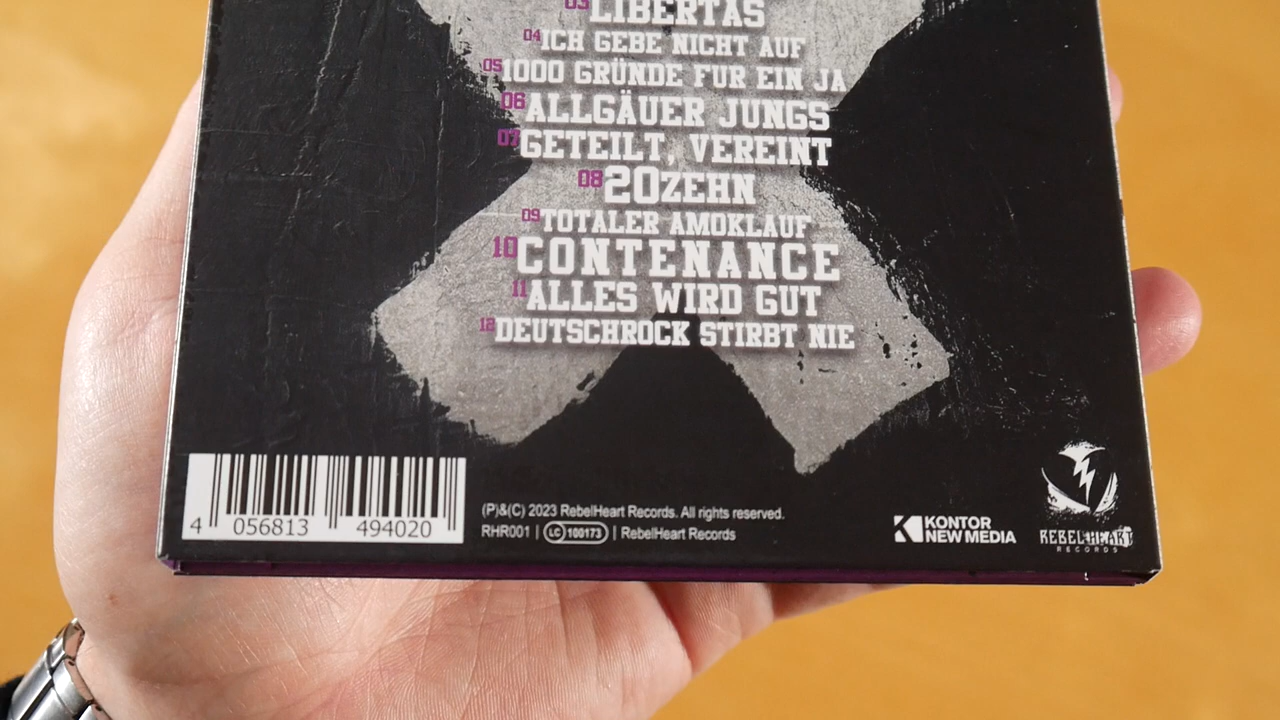 03 LIBERTAS
04 ICH GEBE NICHT AUF
05 1000 GRÜNDE FUR EIN JA
06 ALLGÄUER JUNGS
07 GETEILT, VEREINT
08 20ZEHN
09 TOTALER AMOKLAUF
10 CONTENANCE
11 ALLES WIRD GUT
12 DEUTSCHROCK STIRBT NIE
4 056813 494020
(P)&(C) 2023 RebelHeart Records. All rights reserved.
RHR001 | LC 100173 | RebelHeart Records
KONTOR
NEW MEDIA
REBELHEART
RECORDS